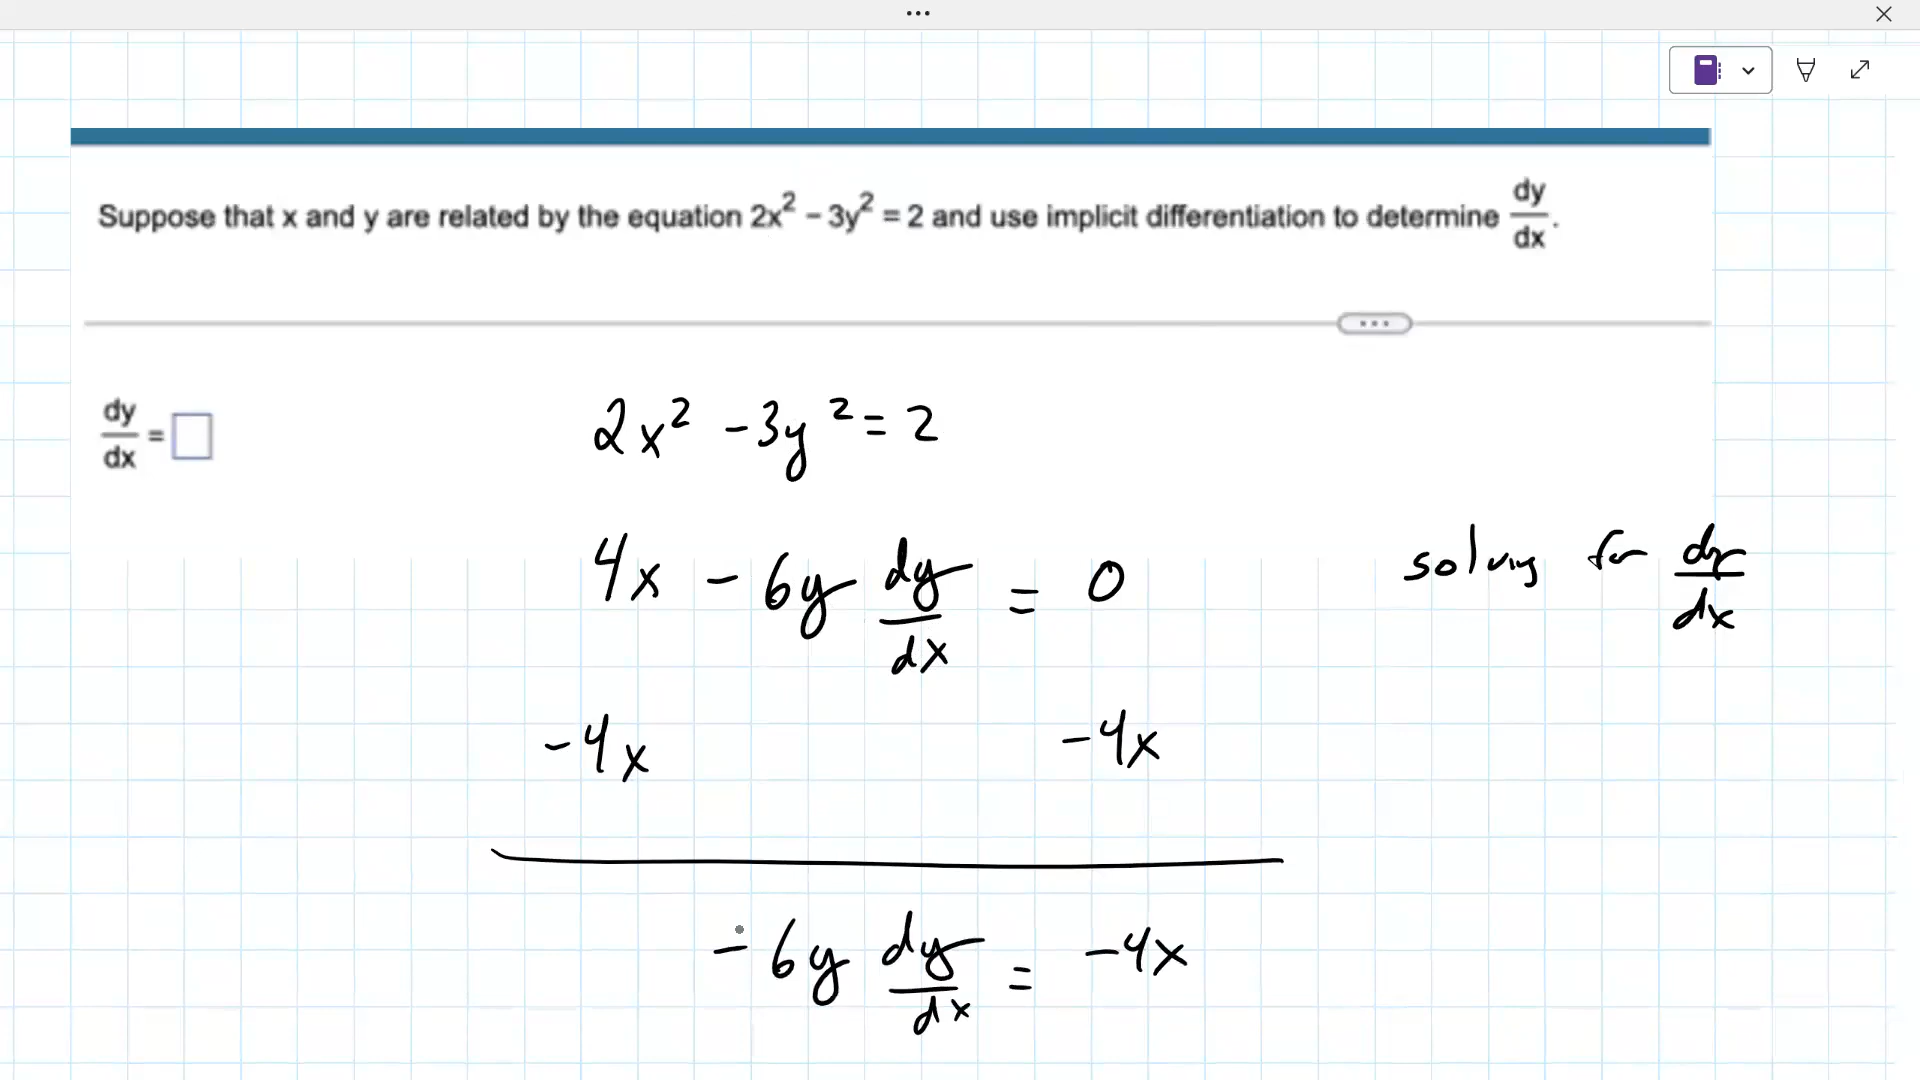 Suppose that x and y are related by the equation 2x² − 3y² = 2 and use implicit differentiation to determine dy/dx.
dy/dx =
2x² - 3y² = 2
4x - 6y dy/dx = 0
solving for dy/dx
-4x -4x
- 6y dy/dx = -4x